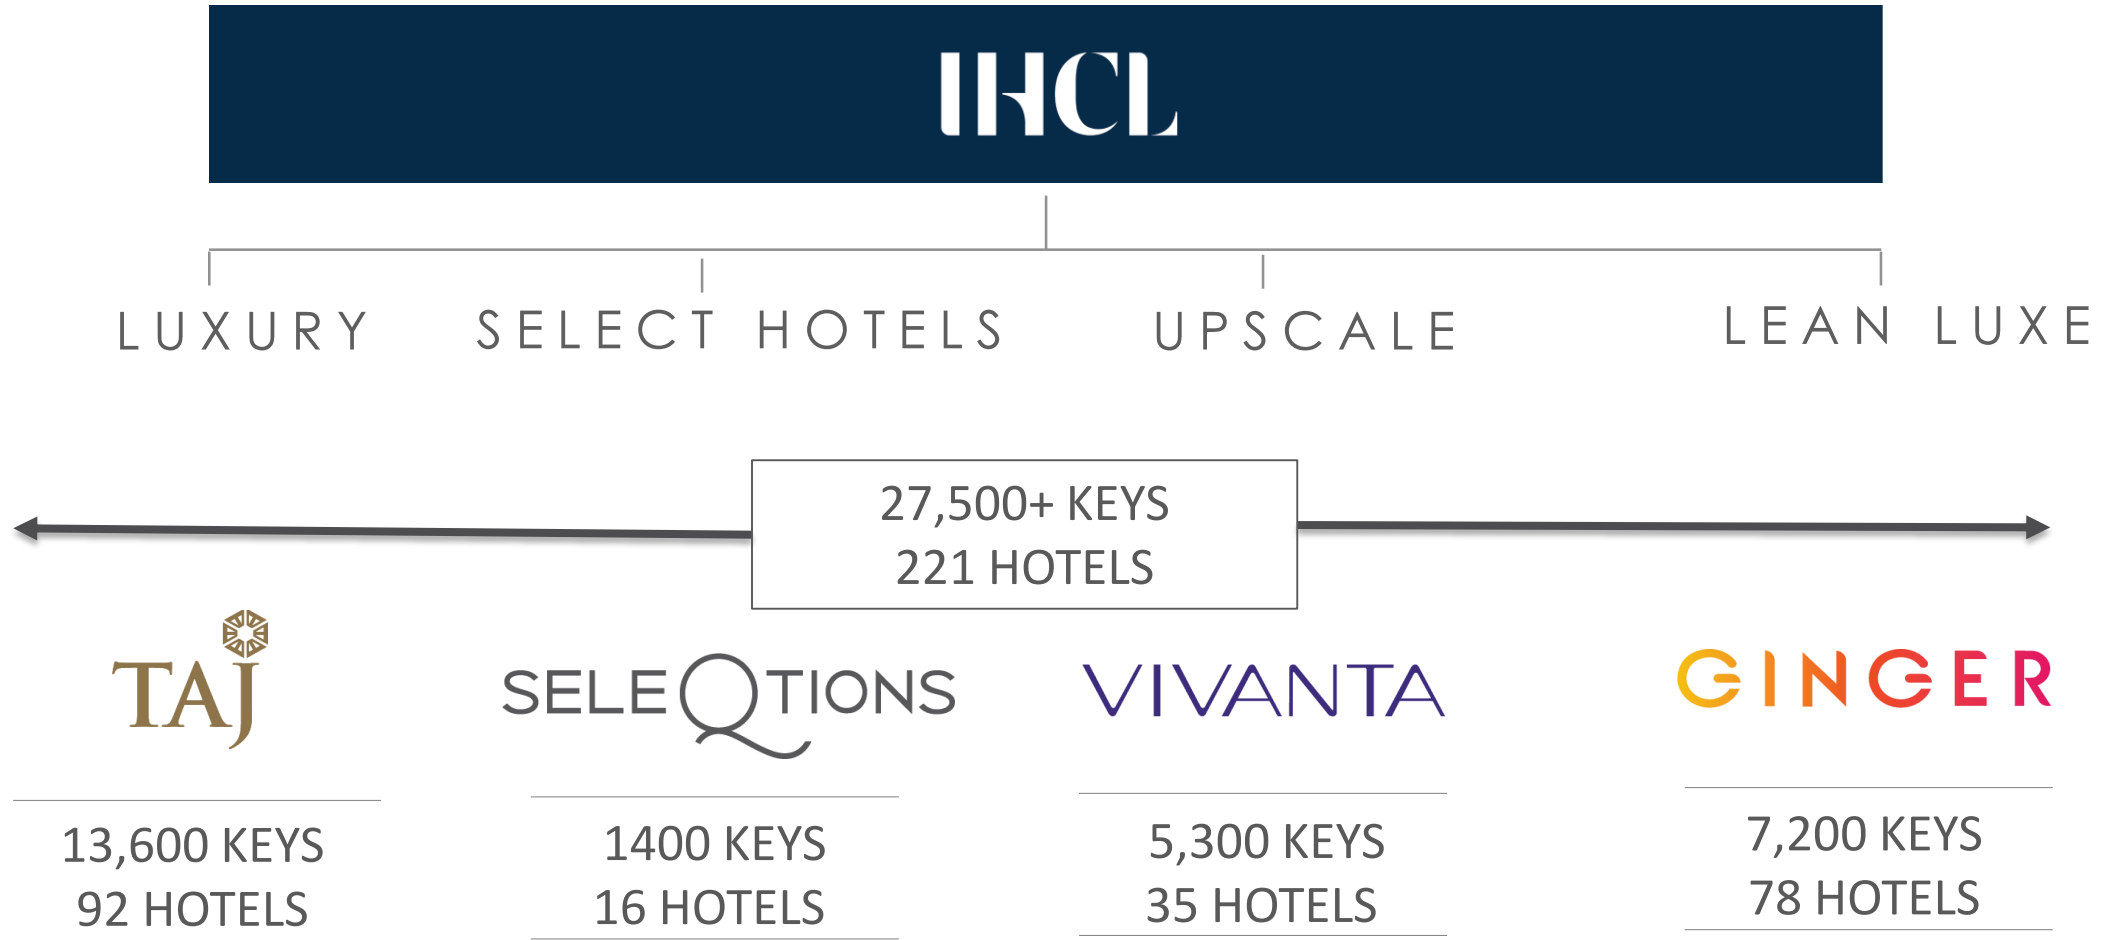 IHCL
LUXURY
SELECT HOTELS
UPSCALE
LEAN LUXE
27,500+ KEYS
221 HOTELS
TAJ
SELEQTIONS
VIVANTA
GINGER
13,600 KEYS
92 HOTELS
1400 KEYS
16 HOTELS
5,300 KEYS
35 HOTELS
7,200 KEYS
78 HOTELS